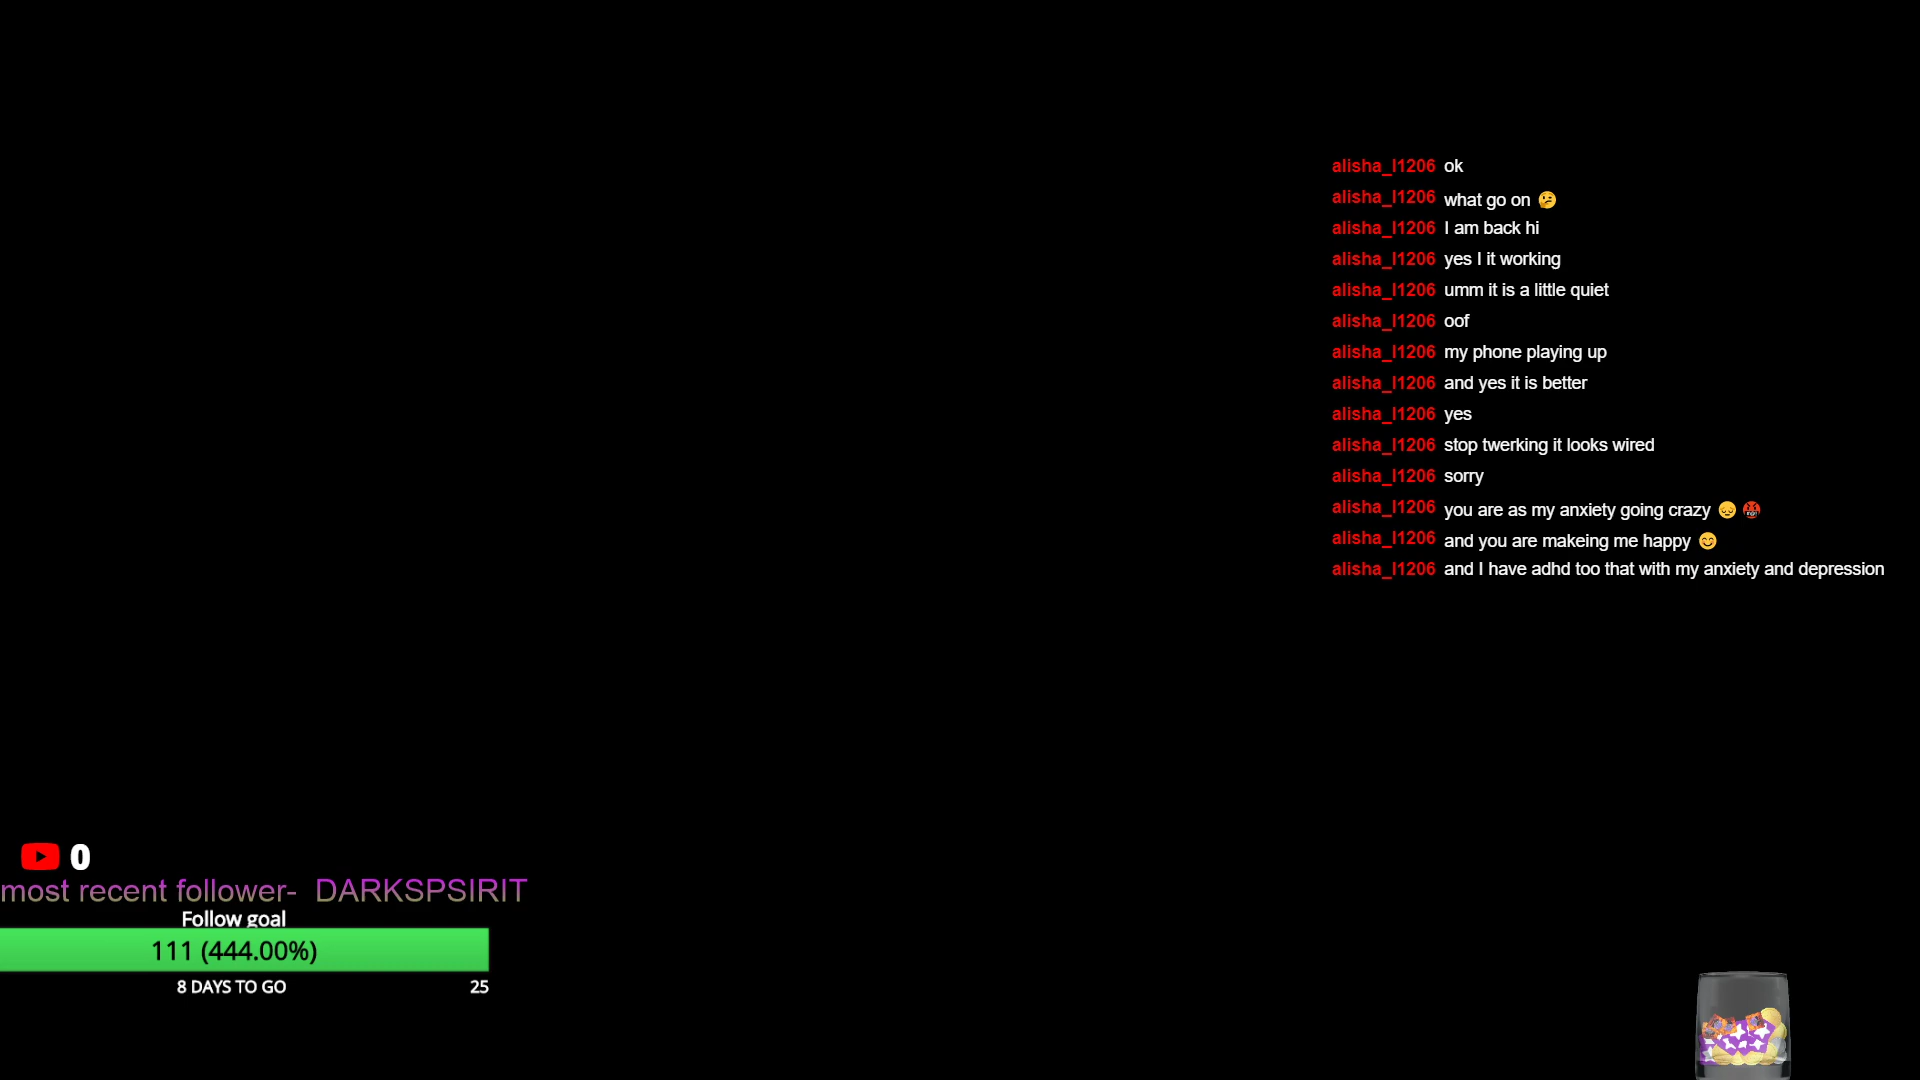 alisha_l1206 ok
alisha_l1206 what go on 🤔
alisha_l1206 I am back hi
alisha_l1206 yes I it working
alisha_l1206 umm it is a little quiet
alisha_l1206 oof
alisha_l1206 my phone playing up
alisha_l1206 and yes it is better
alisha_l1206 yes
alisha_l1206 stop twerking it looks wired
alisha_l1206 sorry
alisha_l1206 you are as my anxiety going crazy 😞 🤬
alisha_l1206 and you are makeing me happy 😊
alisha_l1206 and I have adhd too that with my anxiety and depression
0
most recent follower- DARKSPSIRIT
Follow goal
111 (444.00%)
8 DAYS TO GO 25